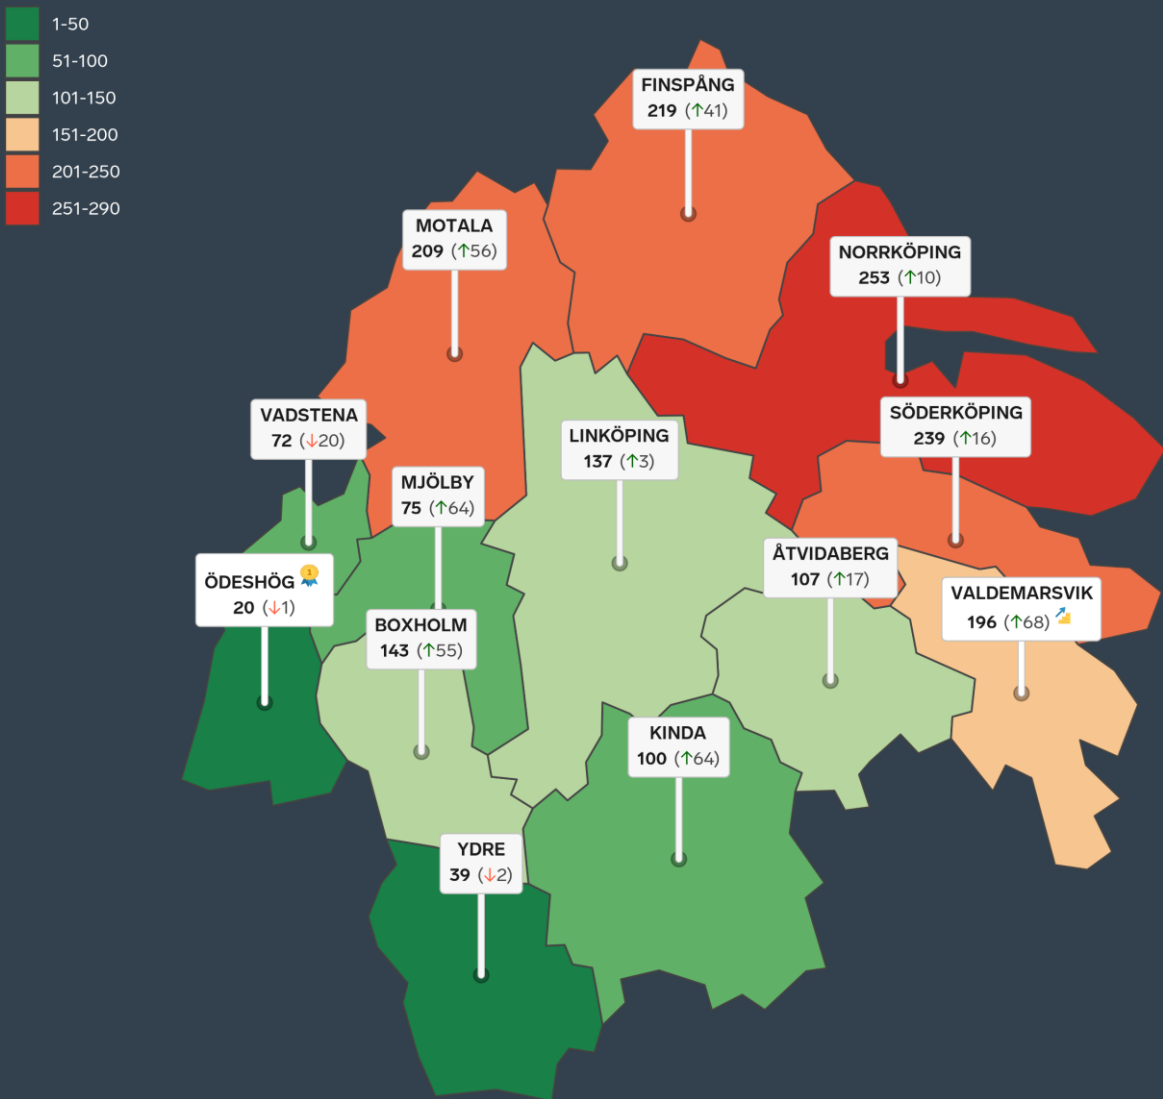 1-50
51-100
101-150
151-200
201-250
251-290
FINSPÅNG
219 (↑41)
MOTALA
209 (↑56)
NORRKÖPING
253 (↑10)
VADSTENA
72 (↓20)
LINKÖPING
137 (↑3)
SÖDERKÖPING
239 (↑16)
MJÖLBY
75 (↑64)
ÅTVIDABERG
107 (↑17)
ÖDESHÖG 1
20 (↓1)
VALDEMARSVIK
196 (↑68)
BOXHOLM
143 (↑55)
KINDA
100 (↑64)
YDRE
39 (↓2)